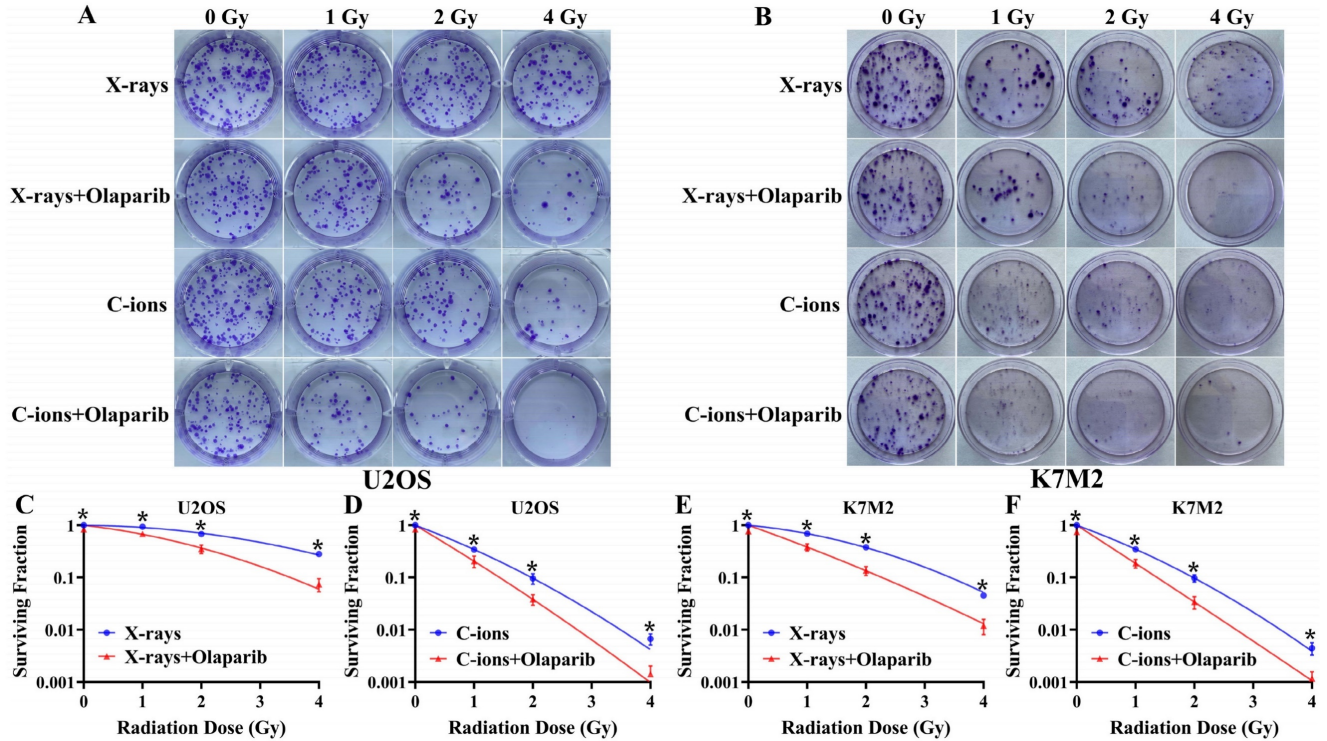 A
0 Gy 1 Gy 2 Gy 4 Gy
X-rays
X-rays+Olaparib
C-ions
C-ions+Olaparib
U2OS
B
0 Gy 1 Gy 2 Gy 4 Gy
X-rays
X-rays+Olaparib
C-ions
C-ions+Olaparib
K7M2
C
U2OS
Surviving Fraction
1
0.1
0.01
0.001
* * * *
X-rays
X-rays+Olaparib
0 1 2 3 4
Radiation Dose (Gy)
D
U2OS
Surviving Fraction
1
0.1
0.01
0.001
* * * *
C-ions
C-ions+Olaparib
0 1 2 3 4
Radiation Dose (Gy)
E
K7M2
Surviving Fraction
1
0.1
0.01
0.001
* * * *
X-rays
X-rays+Olaparib
0 1 2 3 4
Radiation Dose (Gy)
F
K7M2
Surviving Fraction
1
0.1
0.01
0.001
* * * *
C-ions
C-ions+Olaparib
0 1 2 3 4
Radiation Dose (Gy)